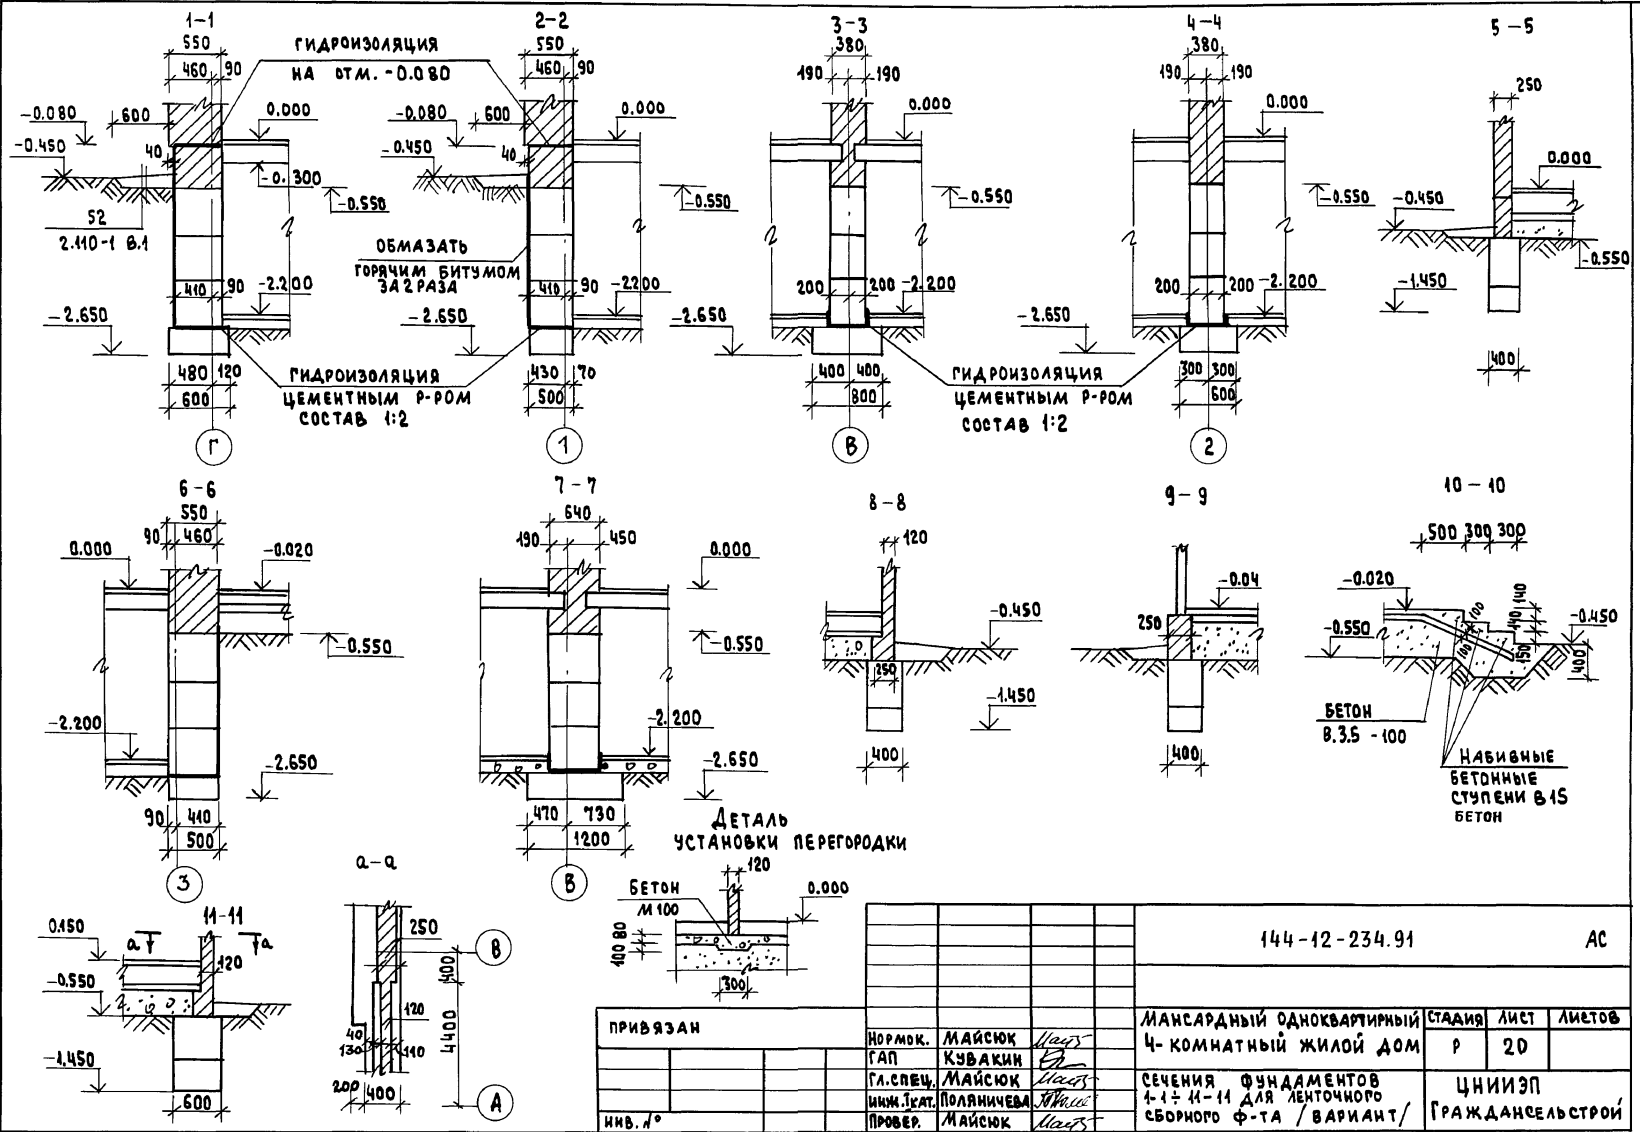 1-1
550
460 90
ГИДРОИЗОЛЯЦИЯ
НА ОТМ. -0.080
-0.080
600
0.000
-0.450
40
-0.300
-0.550
52
2.110-1 В.1
410 90
-2.200
-2.650
480 120
600
Г
2-2
550
460 90
-0.080
600
0.000
-0.450
40
-0.550
ОБМАЗАТЬ
ГОРЯЧИМ БИТУМОМ
ЗА 2 РАЗА
410 90
-2.200
-2.650
ГИДРОИЗОЛЯЦИЯ
ЦЕМЕНТНЫМ Р-РОМ
СОСТАВ 1:2
430 70
500
1
3-3
380
190 190
0.000
-0.550
200 200
-2.200
-2.650
400 400
800
В
ГИДРОИЗОЛЯЦИЯ
ЦЕМЕНТНЫМ Р-РОМ
СОСТАВ 1:2
4-4
380
190 190
0.000
-0.550
200 200
-2.200
-2.650
300 300
600
2
5-5
250
0.000
-0.450
-0.550
-1.450
400
6-6
550
90 460
0.000
-0.020
-0.550
-2.200
-2.650
90 410
500
3
7-7
640
190 450
0.000
-0.550
-2.200
-2.650
470 730
1200
В
8-8
120
-0.450
250
-1.450
400
9-9
-0.04
250
400
10-10
500 300 300
-0.020
100
140 140
-0.450
-0.550
100
150
400
БЕТОН
В.3.5 -100
НАБИВНЫЕ
БЕТОННЫЕ
СТУПЕНИ В15
БЕТОН
11-11
0.150
а а
120
-0.550
-1.450
600
а-а
250
В
400
120
4400
40
130 110
200 400
А
ДЕТАЛЬ
УСТАНОВКИ ПЕРЕГОРОДКИ
120
БЕТОН
М100
0.000
100 80
300
144-12-234.91 АС
ПРИВЯЗАН
ИНВ. №
НОРМОК. МАЙСЮК
ГАП КУВАКИН
ГЛ.СПЕЦ. МАЙСЮК
ИНЖ.1КАТ. ПОЛЯНИЧЕВА
ПРОВЕР. МАЙСЮК
МАНСАРДНЫЙ ОДНОКВАРТИРНЫЙ
4-КОМНАТНЫЙ ЖИЛОЙ ДОМ
СТАДИЯ ЛИСТ ЛИСТОВ
Р 20
СЕЧЕНИЯ ФУНДАМЕНТОВ
1-1÷11-11 ДЛЯ ЛЕНТОЧНОГО
СБОРНОГО Ф-ТА /ВАРИАНТ/
ЦНИИЭП
ГРАЖДАНСЕЛЬСТРОЙ